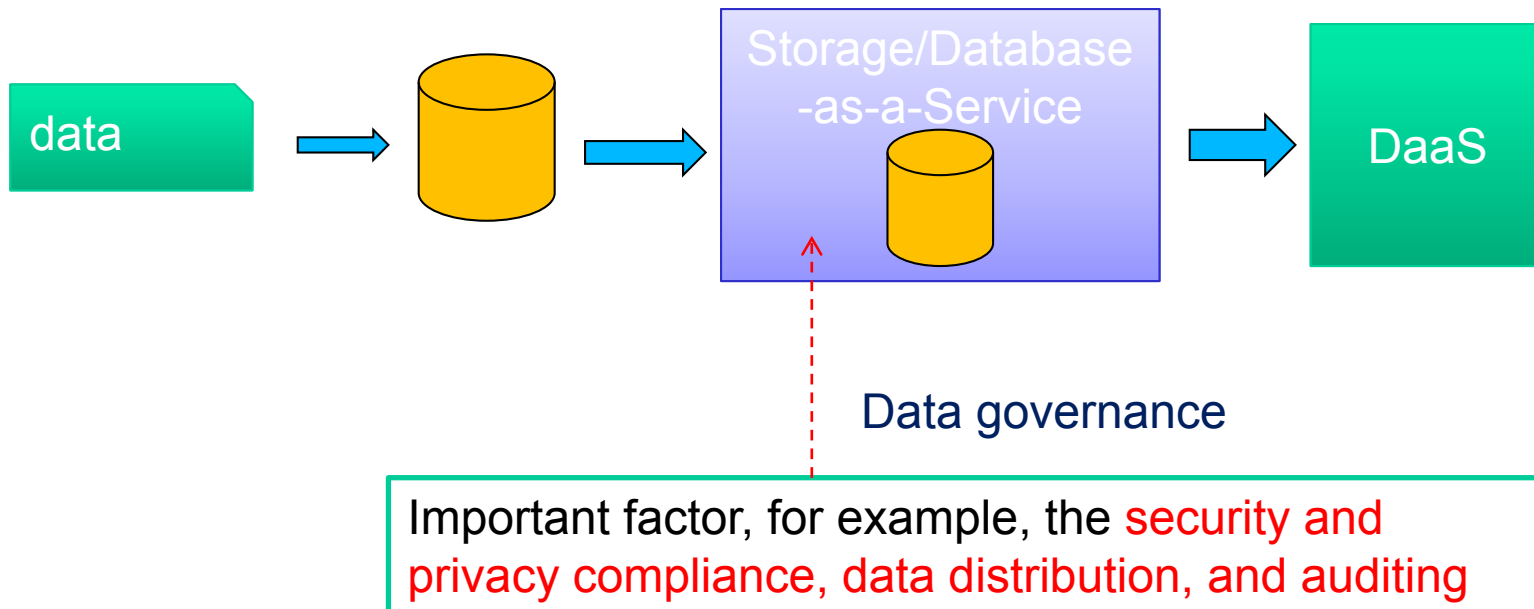 Storage/Database
-as-a-Service
data
DaaS
Data governance
Important factor, for example, the security and
privacy compliance, data distribution, and auditing